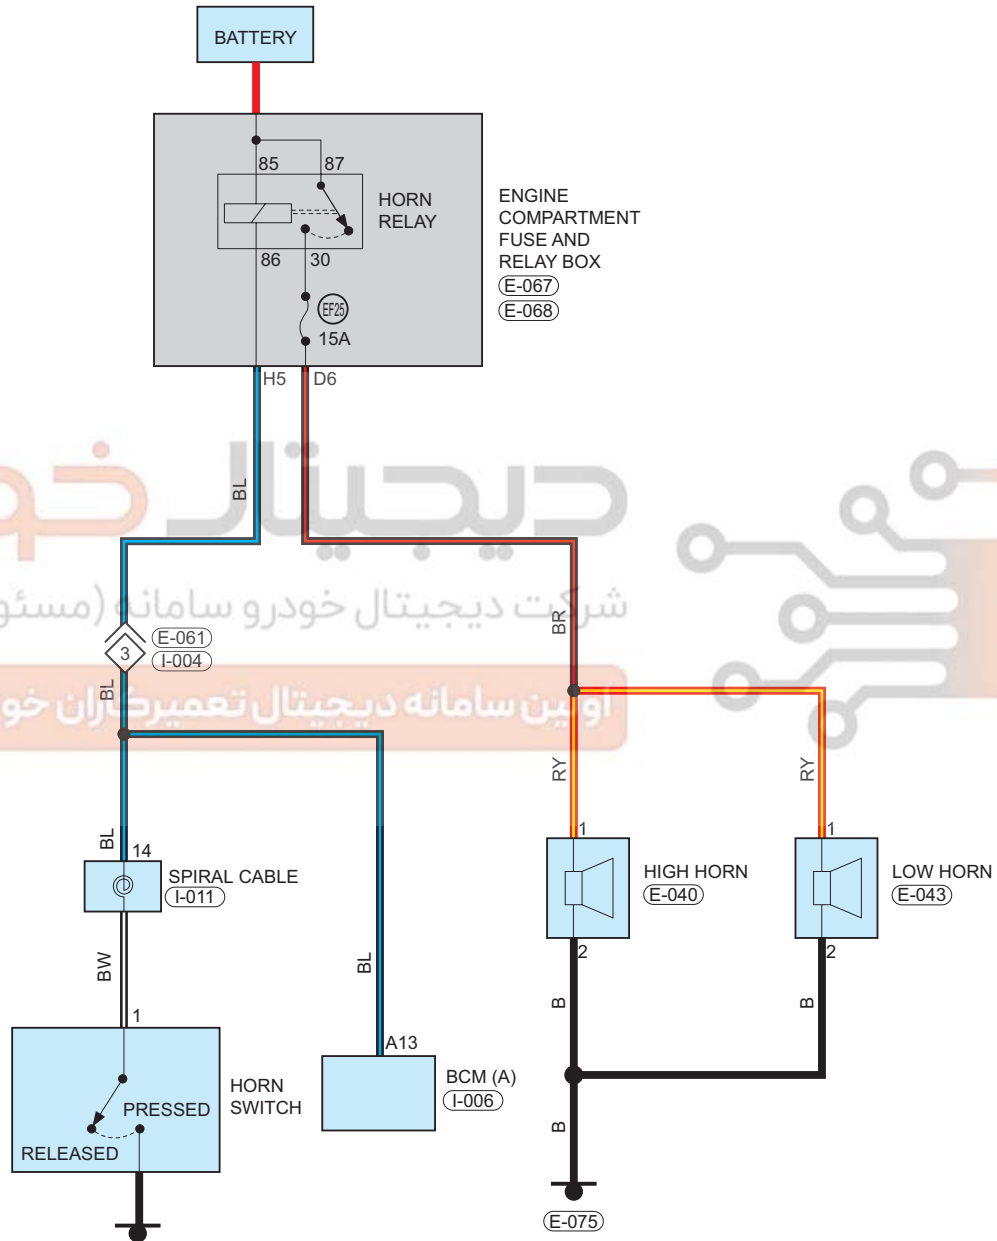 BATTERY
85
87
HORN
RELAY
86
30
EF25
15A
ENGINE
COMPARTMENT
FUSE AND
RELAY BOX
E-067
E-068
H5
D6
BL
دیجیتال خو
شرکت دیجیتال خودرو سامانه (مسئو
BR
3
E-061
I-004
BL
اولین سامانه دیجیتال تعمیرکاران خو
RY
RY
BL
14
SPIRAL CABLE
I-011
1
HIGH HORN
E-040
1
LOW HORN
E-043
BW
BL
2
2
B
B
1
A13
HORN
SWITCH
PRESSED
RELEASED
BCM (A)
I-006
B
E-075